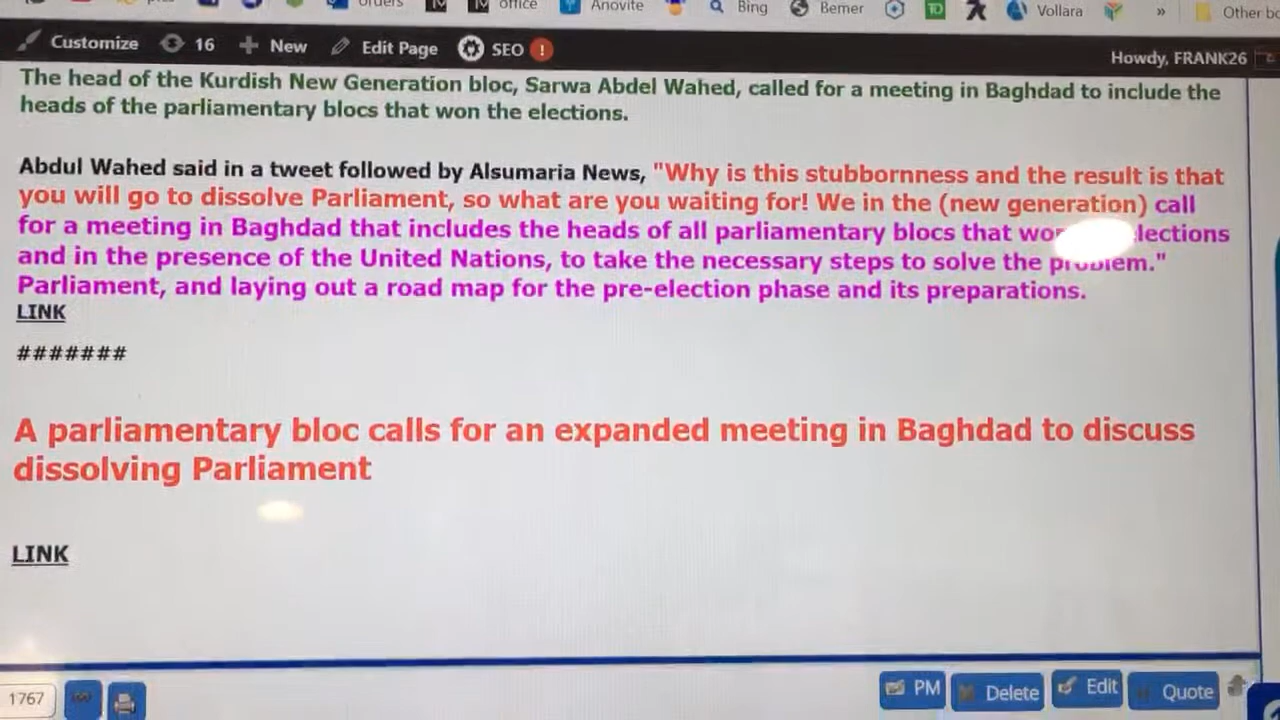 orders office Anovite Bing Bemer TD Vollara » Other bo
Customize 16 + New Edit Page SEO ! Howdy, FRANK26
The head of the Kurdish New Generation bloc, Sarwa Abdel Wahed, called for a meeting in Baghdad to include the
heads of the parliamentary blocs that won the elections.
Abdul Wahed said in a tweet followed by Alsumaria News, "Why is this stubbornness and the result is that
you will go to dissolve Parliament, so what are you waiting for! We in the (new generation) call
for a meeting in Baghdad that includes the heads of all parliamentary blocs that
and in the presence of the United Nations, to take the necessary steps to solve the problem."
Parliament, and laying out a road map for the pre-election phase and its preparations.
LINK
#######
A parliamentary bloc calls for an expanded meeting in Baghdad to discuss
dissolving Parliament
LINK
1767 PM Delete Edit Quote